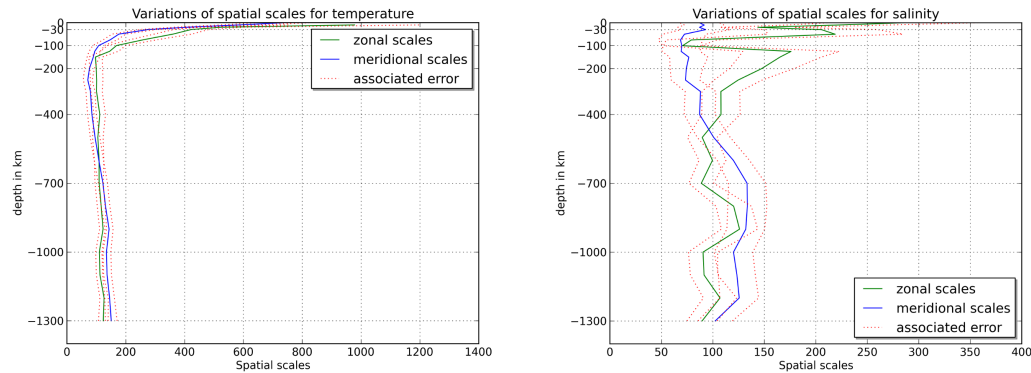 Variations of spatial scales for temperature
0
−30
−100
−200
−400
−700
−1000
−1300
depth in km
zonal scales
meridional scales
associated error
0 200 400 600 800 1000 1200 1400
Spatial scales
Variations of spatial scales for salinity
0
−30
−100
−200
−400
−700
−1000
−1300
depth in km
zonal scales
meridional scales
associated error
0 50 100 150 200 250 300 350 400
Spatial scales